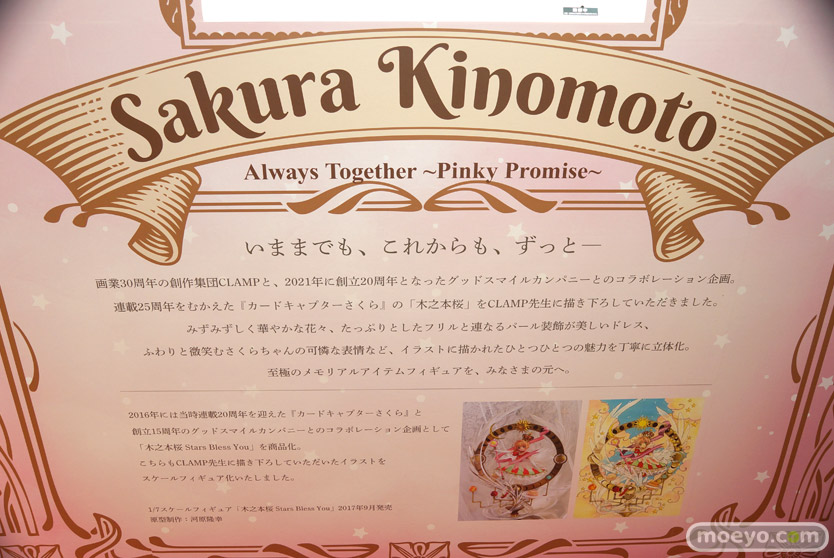 Sakura Kinomoto
Always Together ~Pinky Promise~
いままでも、これからも、ずっと―
画業30周年の創作集団CLAMPと、2021年に創立20周年となったグッドスマイルカンパニーとのコラボレーション企画。
連載25周年をむかえた『カードキャプターさくら』の「木之本桜」をCLAMP先生に描き下ろしていただきました。
みずみずしく華やかな花々、たっぷりとしたフリルと連なるパール装飾が美しいドレス、
ふわりと微笑むさくらちゃんの可憐な表情など、イラストに描かれたひとつひとつの魅力を丁寧に立体化。
至極のメモリアルアイテムフィギュアを、みなさまの元へ。
2016年には当時連載20周年を迎えた『カードキャプターさくら』と
創立15周年のグッドスマイルカンパニーとのコラボレーション企画として
「木之本桜 Stars Bless You」を商品化。
こちらもCLAMP先生に描き下ろしていただいたイラストを
スケールフィギュア化いたしました。
1/7スケールフィギュア「木之本桜 Stars Bless You」2017年9月発売
原型制作：河原隆幸
moeyo.com